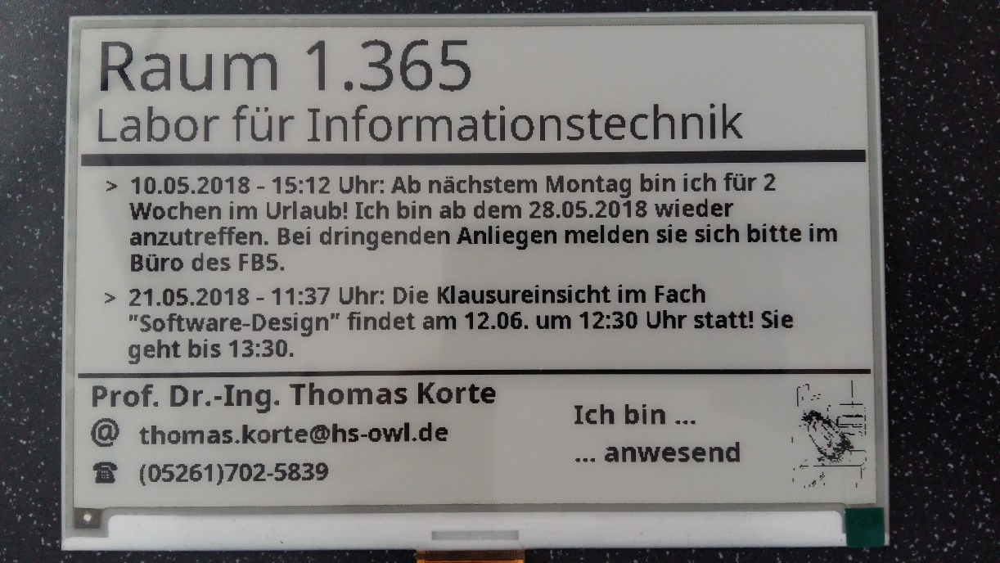 Raum 1.365
Labor für Informationstechnik
> 10.05.2018 - 15:12 Uhr: Ab nächstem Montag bin ich für 2
Wochen im Urlaub! Ich bin ab dem 28.05.2018 wieder
anzutreffen. Bei dringenden Anliegen melden sie sich bitte im
Büro des FB5.
> 21.05.2018 - 11:37 Uhr: Die Klausureinsicht im Fach
"Software-Design" findet am 12.06. um 12:30 Uhr statt! Sie
geht bis 13:30.
Prof. Dr.-Ing. Thomas Korte
@ thomas.korte@hs-owl.de
☎ (05261)702-5839
Ich bin ...
... anwesend